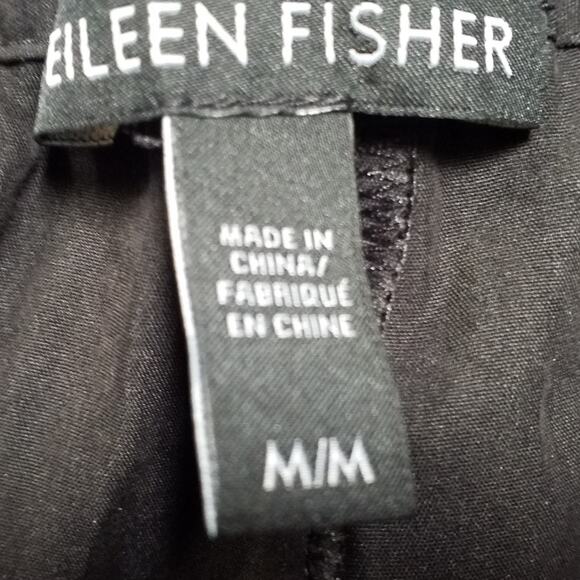 EILEEN FISHER
MADE IN
CHINA/
FABRIQUÉ
EN CHINE
M/M